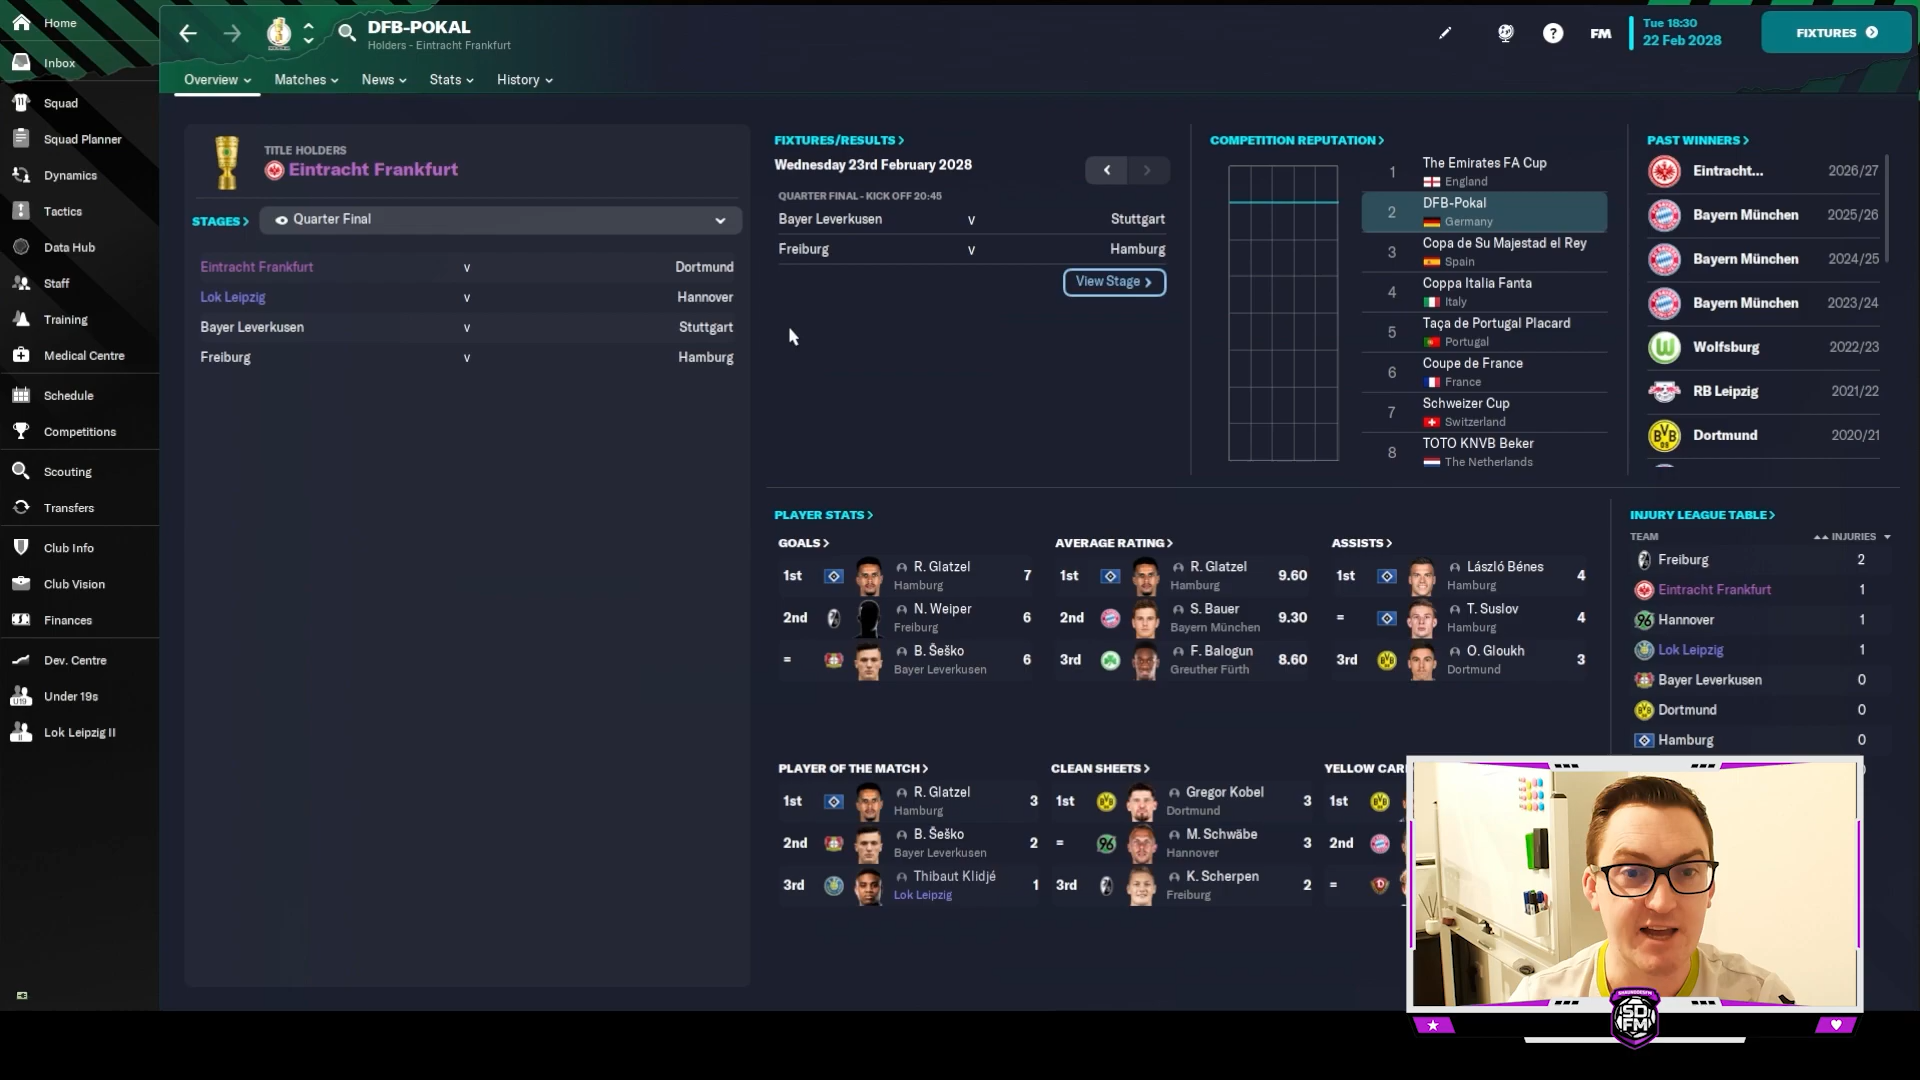 Home
Inbox
Squad
Squad Planner
Dynamics
Tactics
Data Hub
Staff
Training
Medical Centre
Schedule
Competitions
Scouting
Transfers
Club Info
Club Vision
Finances
Dev. Centre
Under 19s
Lok Leipzig II
DFB-POKAL
Holders - Eintracht Frankfurt
FM
Tue 18:30
22 Feb 2028
FIXTURES
Overview Matches News Stats History
TITLE HOLDERS
Eintracht Frankfurt
STAGES Quarter Final
Eintracht Frankfurt v Dortmund
Lok Leipzig v Hannover
Bayer Leverkusen v Stuttgart
Freiburg v Hamburg
FIXTURES/RESULTS
Wednesday 23rd February 2028
QUARTER FINAL - KICK OFF 20:45
Bayer Leverkusen v Stuttgart
Freiburg v Hamburg
View Stage
COMPETITION REPUTATION
1 The Emirates FA Cup
England
2 DFB-Pokal
Germany
3 Copa de Su Majestad el Rey
Spain
4 Coppa Italia Fanta
Italy
5 Taça de Portugal Placard
Portugal
6 Coupe de France
France
7 Schweizer Cup
Switzerland
8 TOTO KNVB Beker
The Netherlands
PAST WINNERS
Eintracht... 2026/27
Bayern München 2025/26
Bayern München 2024/25
Bayern München 2023/24
Wolfsburg 2022/23
RB Leipzig 2021/22
Dortmund 2020/21
PLAYER STATS
GOALS
1st R. Glatzel 7
Hamburg
2nd N. Weiper 6
Freiburg
= B. Šeško 6
Bayer Leverkusen
AVERAGE RATING
1st R. Glatzel 9.60
Hamburg
2nd S. Bauer 9.30
Bayern München
3rd F. Balogun 8.60
Greuther Fürth
ASSISTS
1st László Bénes 4
Hamburg
= T. Suslov 4
Hamburg
3rd O. Gloukh 3
Dortmund
INJURY LEAGUE TABLE
TEAM INJURIES
Freiburg 2
Eintracht Frankfurt 1
Hannover 1
Lok Leipzig 1
Bayer Leverkusen 0
Dortmund 0
Hamburg 0
PLAYER OF THE MATCH
1st R. Glatzel 3
Hamburg
2nd B. Šeško 2
Bayer Leverkusen
3rd Thibaut Klidjé 1
Lok Leipzig
CLEAN SHEETS
1st Gregor Kobel 3
Dortmund
= M. Schwäbe 3
Hannover
3rd K. Scherpen 2
Freiburg
YELLOW CAR
1st
2nd
=
SD
FM